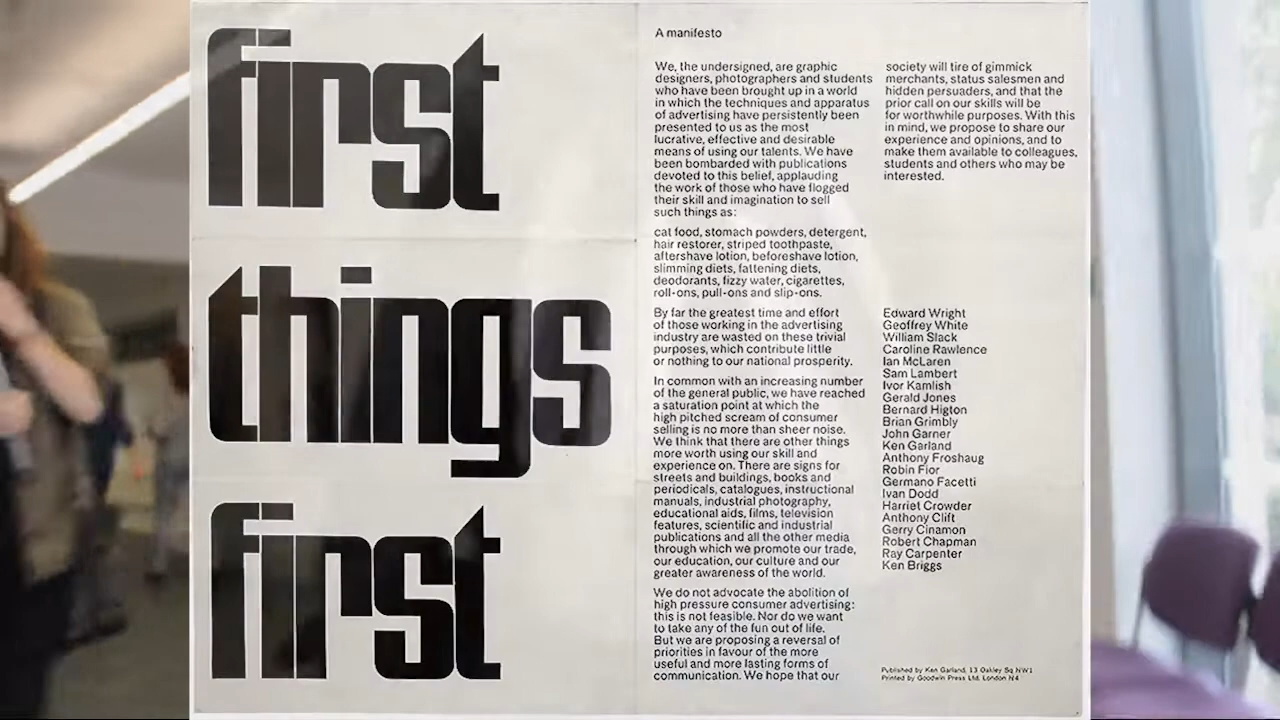 first
things
first
A manifesto
We, the undersigned, are graphic
designers, photographers and students
who have been brought up in a world
in which the techniques and apparatus
of advertising have persistently been
presented to us as the most
lucrative, effective and desirable
means of using our talents. We have
been bombarded with publications
devoted to this belief, applauding
the work of those who have flogged
their skill and imagination to sell
such things as:
cat food, stomach powders, detergent,
hair restorer, striped toothpaste,
aftershave lotion, beforeshave lotion,
slimming diets, fattening diets,
deodorants, fizzy water, cigarettes,
roll-ons, pull-ons and slip-ons.
By far the greatest time and effort
of those working in the advertising
industry are wasted on these trivial
purposes, which contribute little
or nothing to our national prosperity.
In common with an increasing number
of the general public, we have reached
a saturation point at which the
high pitched scream of consumer
selling is no more than sheer noise.
We think that there are other things
more worth using our skill and
experience on. There are signs for
streets and buildings, books and
periodicals, catalogues, instructional
manuals, industrial photography,
educational aids, films, television
features, scientific and industrial
publications and all the other media
through which we promote our trade,
our education, our culture and our
greater awareness of the world.
We do not advocate the abolition of
high pressure consumer advertising:
this is not feasible. Nor do we want
to take any of the fun out of life.
But we are proposing a reversal of
priorities in favour of the more
useful and more lasting forms of
communication. We hope that our
society will tire of gimmick
merchants, status salesmen and
hidden persuaders, and that the
prior call on our skills will be
for worthwhile purposes. With this
in mind, we propose to share our
experience and opinions, and to
make them available to colleagues,
students and others who may be
interested.
Edward Wright
Geoffrey White
William Slack
Caroline Rawlence
Ian McLaren
Sam Lambert
Ivor Kamlish
Gerald Jones
Bernard Higton
Brian Grimbly
John Garner
Ken Garland
Anthony Froshaug
Robin Fior
Germano Facetti
Ivan Dodd
Harriet Crowder
Anthony Clift
Gerry Cinamon
Robert Chapman
Ray Carpenter
Ken Briggs
Published by Ken Garland, 13 Oakley Sq NW1
Printed by Goodwin Press Ltd. London N4